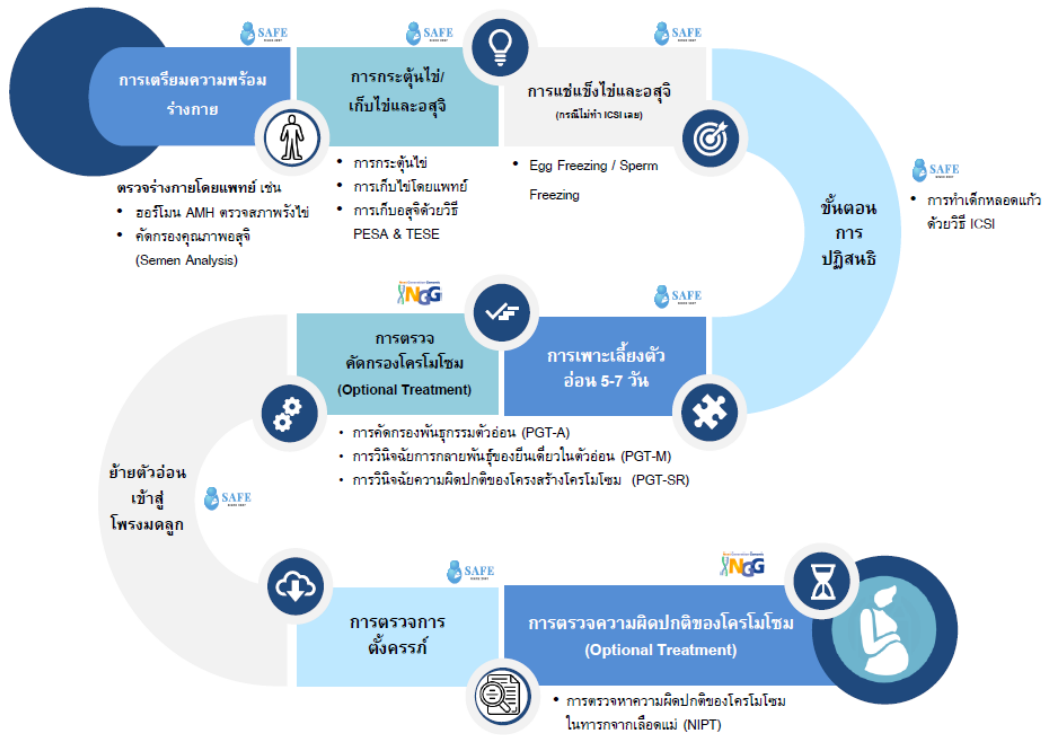 SAFE
SAFE
SAFE
การเตรียมความพร้อม
ร่างกาย
การกระตุ้นไข่/
เก็บไข่และอสุจิ
การแช่แข็งไข่และอสุจิ
(กรณีไม่ทำ ICSI เลย)
ตรวจร่างกายโดยแพทย์ เช่น
• ฮอร์โมน AMH ตรวจสภาพรังไข่
• คัดกรองคุณภาพอสุจิ
(Semen Analysis)
• การกระตุ้นไข่
• การเก็บไข่โดยแพทย์
• การเก็บอสุจิด้วยวิธี
PESA & TESE
• Egg Freezing / Sperm
Freezing
ขั้นตอน
การ
ปฏิสนธิ
SAFE
• การทำเด็กหลอดแก้ว
ด้วยวิธี ICSI
NGG
SAFE
การตรวจ
คัดกรองโครโมโซม
(Optional Treatment)
การเพาะเลี้ยงตัว
อ่อน 5-7 วัน
• การคัดกรองพันธุกรรมตัวอ่อน (PGT-A)
• การวินิจฉัยการกลายพันธุ์ของยีนเดี่ยวในตัวอ่อน (PGT-M)
• การวินิจฉัยความผิดปกติของโครงสร้างโครโมโซม (PGT-SR)
ย้ายตัวอ่อน
เข้าสู่
โพรงมดลูก
SAFE
SAFE
NGG
การตรวจการ
ตั้งครรภ์
การตรวจความผิดปกติของโครโมโซม
(Optional Treatment)
• การตรวจหาความผิดปกติของโครโมโซม
ในทารกจากเลือดแม่ (NIPT)